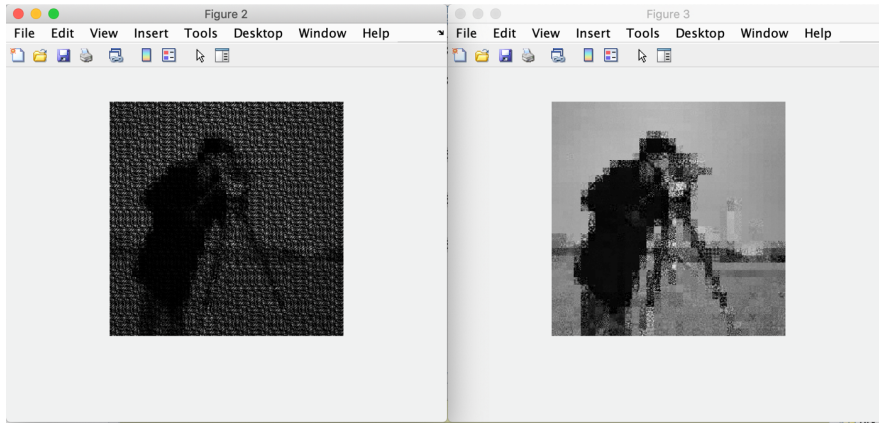 Figure 2
File Edit View Insert Tools Desktop Window Help
Figure 3
File Edit View Insert Tools Desktop Window Help